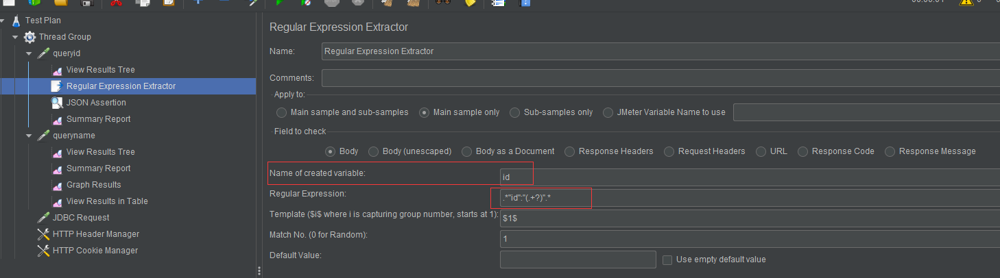 Test Plan
Thread Group
queryid
View Results Tree
Regular Expression Extractor
JSON Assertion
Summary Report
queryname
View Results Tree
Summary Report
Graph Results
View Results in Table
JDBC Request
HTTP Header Manager
HTTP Cookie Manager
Regular Expression Extractor
Name: Regular Expression Extractor
Comments:
Apply to:
Main sample and sub-samples Main sample only Sub-samples only JMeter Variable Name to use
Field to check
Body Body (unescaped) Body as a Document Response Headers Request Headers URL Response Code Response Message
Name of created variable: id
Regular Expression: .*"id":"(.+?)".*
Template ($i$ where i is capturing group number, starts at 1): $1$
Match No. (0 for Random): 1
Default Value: Use empty default value